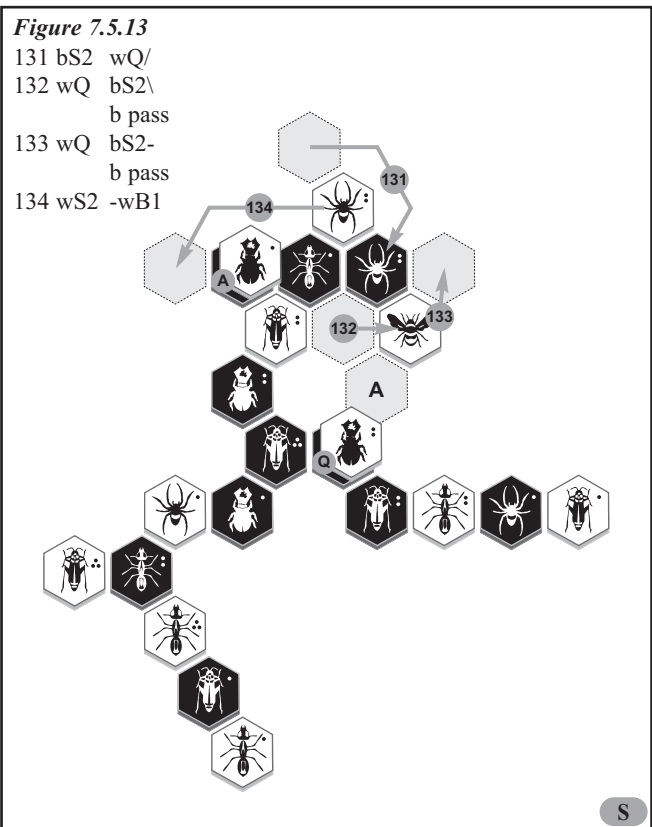 Figure 7.5.13
131 bS2 wQ/
132 wQ bS2\
b pass
133 wQ bS2-
b pass
134 wS2 -wB1
131
134
A
132
133
A
Q
S